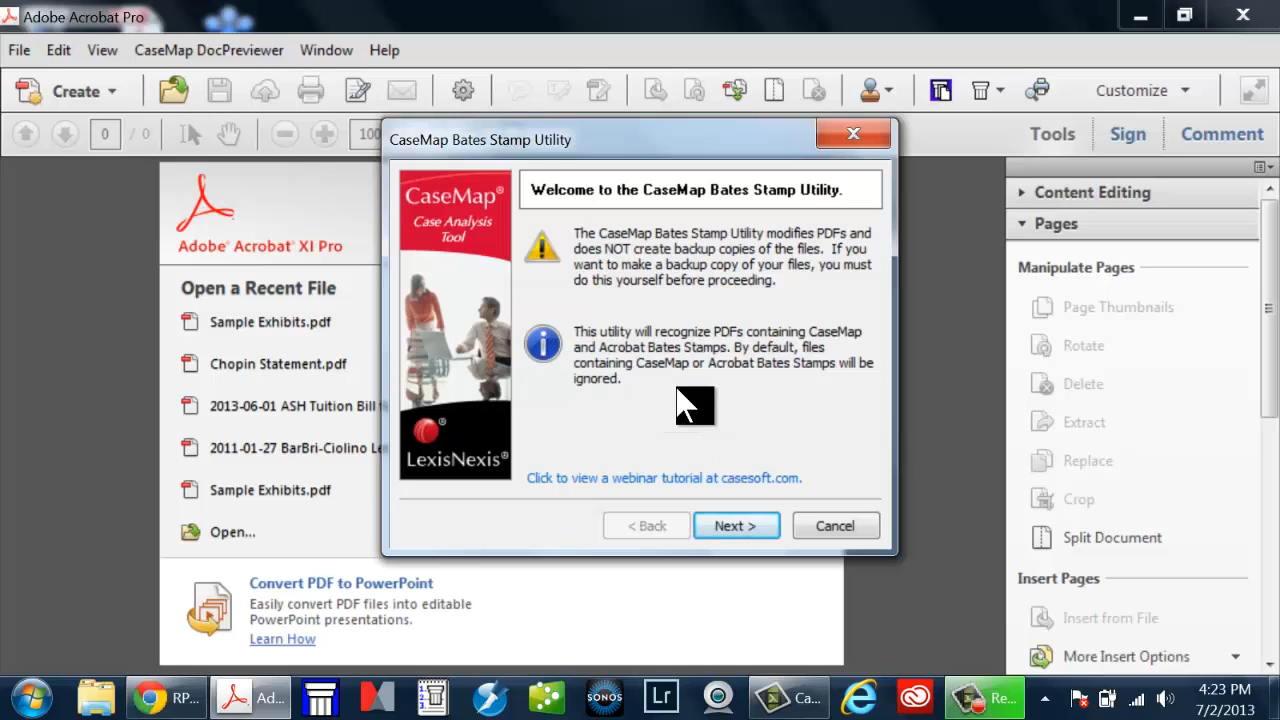 Adobe Acrobat Pro
File Edit View CaseMap DocPreviewer Window Help
Create Customize
0 / 0 100 Tools Sign Comment
CaseMap Bates Stamp Utility
CaseMap®
Case Analysis
Tool
LexisNexis®
Welcome to the CaseMap Bates Stamp Utility.
The CaseMap Bates Stamp Utility modifies PDFs and
does NOT create backup copies of the files. If you
want to make a backup copy of your files, you must
do this yourself before proceeding.
This utility will recognize PDFs containing CaseMap
and Acrobat Bates Stamps. By default, files
containing CaseMap or Acrobat Bates Stamps will be
ignored.
Click to view a webinar tutorial at casesoft.com.
< Back Next > Cancel
Adobe® Acrobat® XI Pro
Open a Recent File
Sample Exhibits.pdf
Chopin Statement.pdf
2013-06-01 ASH Tuition Bill f
2011-01-27 BarBri-Ciolino Le
Sample Exhibits.pdf
Open...
Convert PDF to PowerPoint
Easily convert PDF files into editable
PowerPoint presentations.
Learn How
Content Editing
Pages
Manipulate Pages
Page Thumbnails
Rotate
Delete
Extract
Replace
Crop
Split Document
Insert Pages
Insert from File
More Insert Options
RP... Ad... SONOS Lr Ca... Re...
4:23 PM
7/2/2013